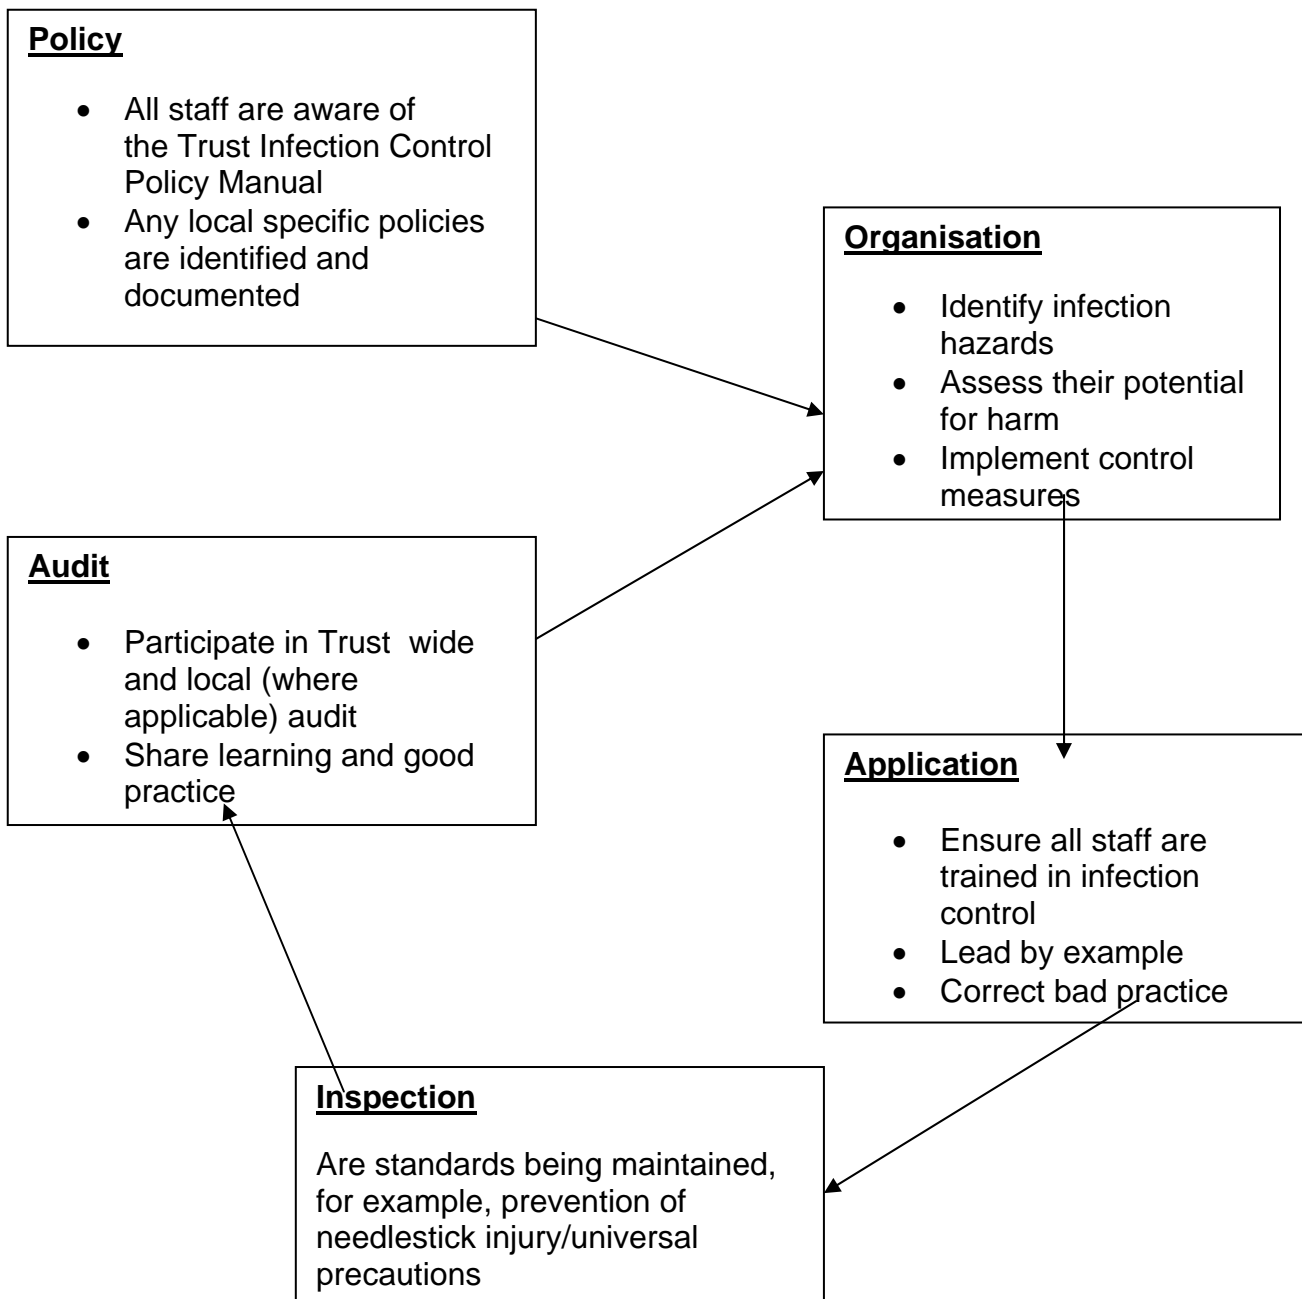 Policy
• All staff are aware of
the Trust Infection Control
Policy Manual
• Any local specific policies
are identified and
documented
Organisation
• Identify infection
hazards
• Assess their potential
for harm
• Implement control
measures
Audit
• Participate in Trust  wide
and local (where
applicable) audit
• Share learning and good
practice
Application
• Ensure all staff are
trained in infection
control
• Lead by example
• Correct bad practice
Inspection
Are standards being maintained,
for example, prevention of
needlestick injury/universal
precautions